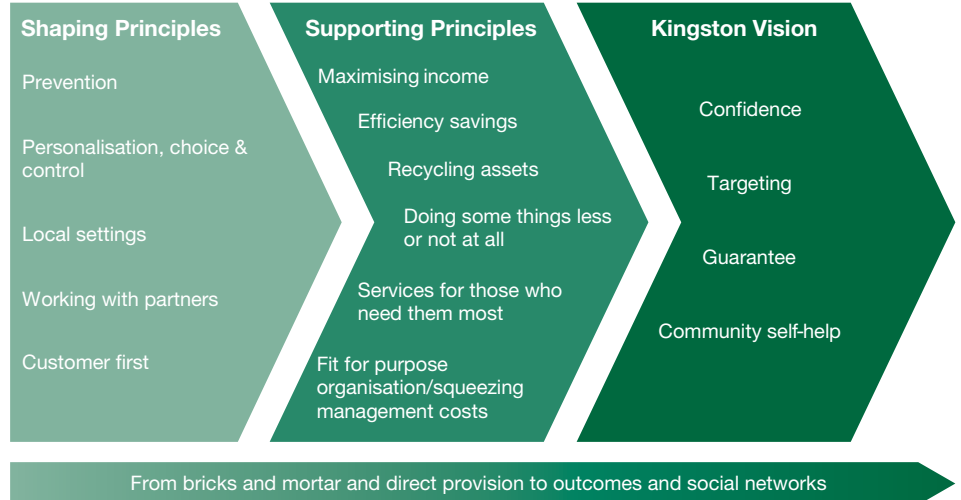 Shaping Principles
Prevention
Personalisation, choice &
control
Local settings
Working with partners
Customer first
Supporting Principles
Maximising income
Efficiency savings
Recycling assets
Doing some things less
or not at all
Services for those who
need them most
Fit for purpose
organisation/squeezing
management costs
Kingston Vision
Confidence
Targeting
Guarantee
Community self-help
From bricks and mortar and direct provision to outcomes and social networks